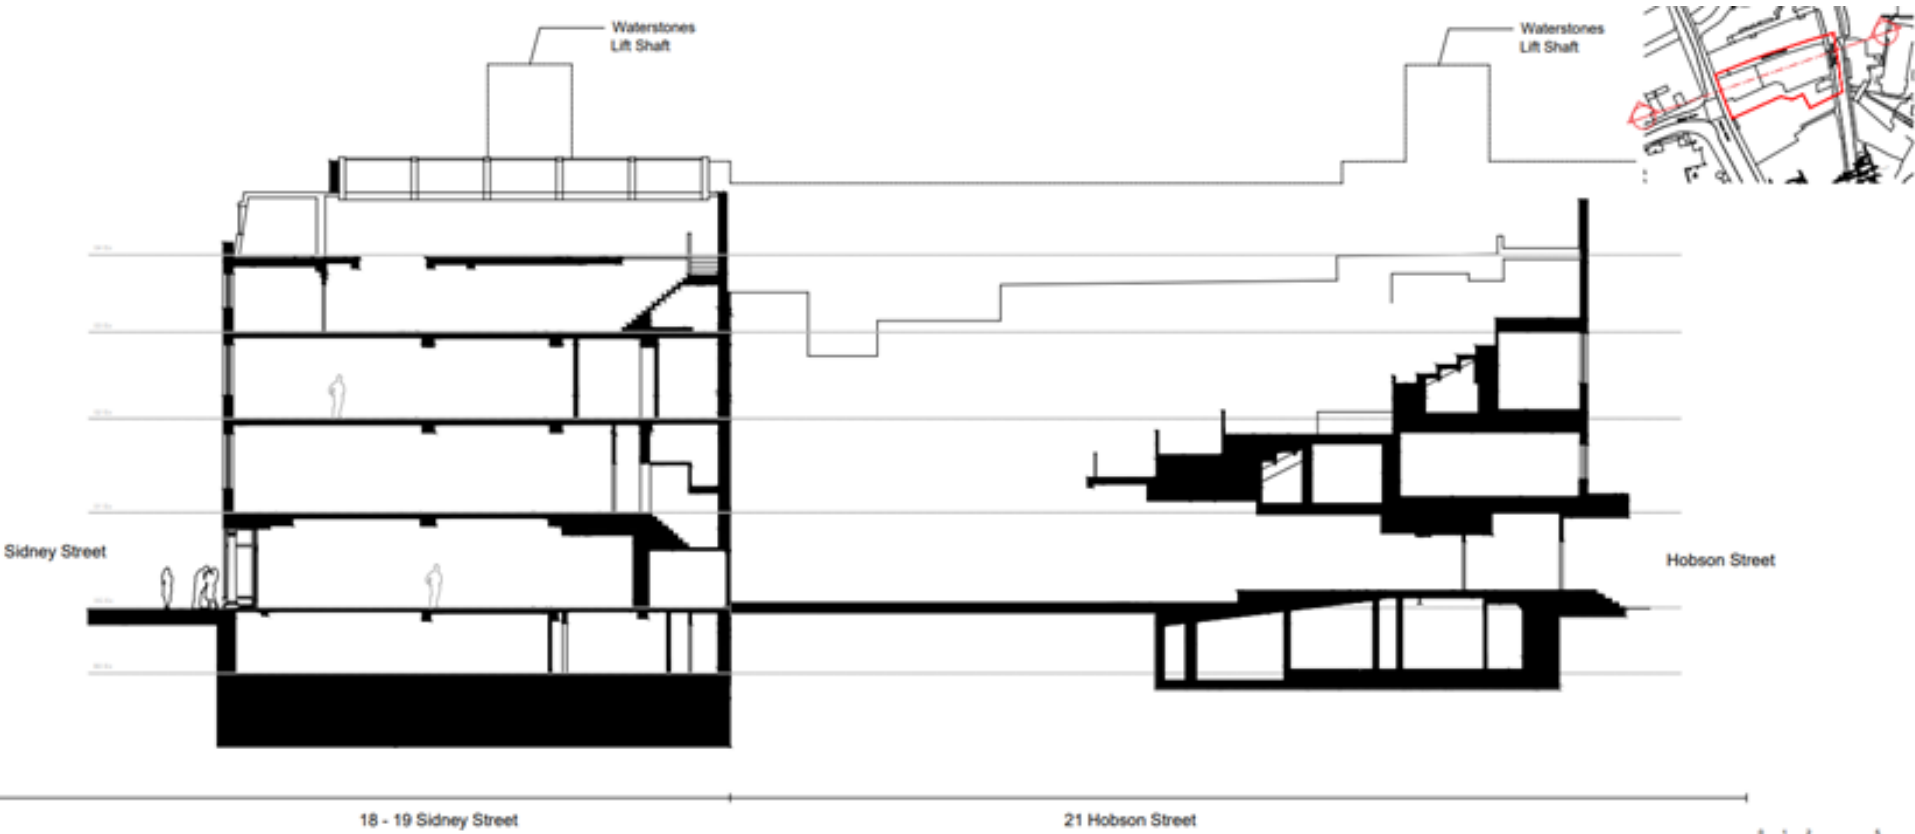 Waterstones
Lift Shaft
Waterstones
Lift Shaft
Sidney Street
Hobson Street
18 - 19 Sidney Street
21 Hobson Street